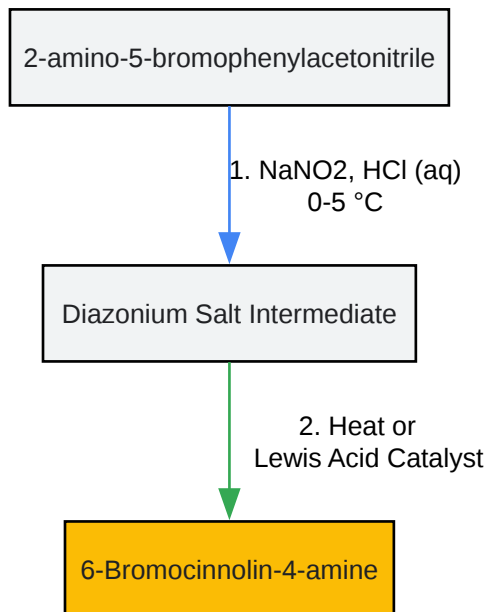 2-amino-5-bromophenylacetonitrile
1. NaNO2, HCl (aq)
0-5 °C
Diazonium Salt Intermediate
2. Heat or
Lewis Acid Catalyst
6-Bromocinnolin-4-amine